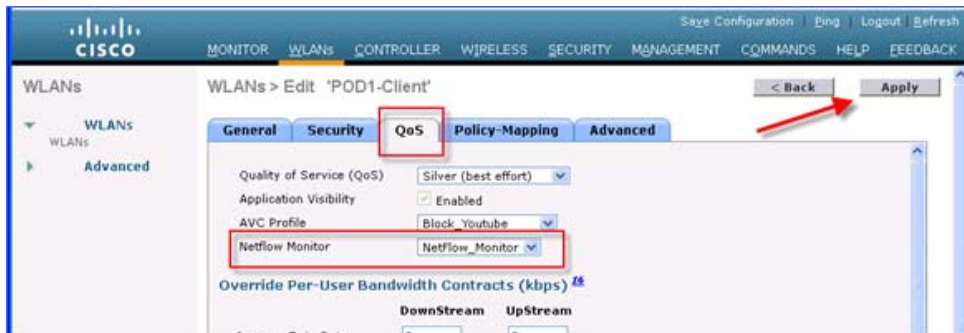 Save Configuration Ping Logout Refresh
CISCO MONITOR WLANs CONTROLLER WIRELESS SECURITY MANAGEMENT COMMANDS HELP FEEDBACK
WLANs
WLANs
WLANs
Advanced
WLANs > Edit 'POD1-Client'
< Back Apply
General Security QoS Policy-Mapping Advanced
Quality of Service (QoS) Silver (best effort)
Application Visibility Enabled
AVC Profile Block_Youtube
Netflow Monitor NetFlow_Monitor
Override Per-User Bandwidth Contracts (kbps) 16
DownStream UpStream